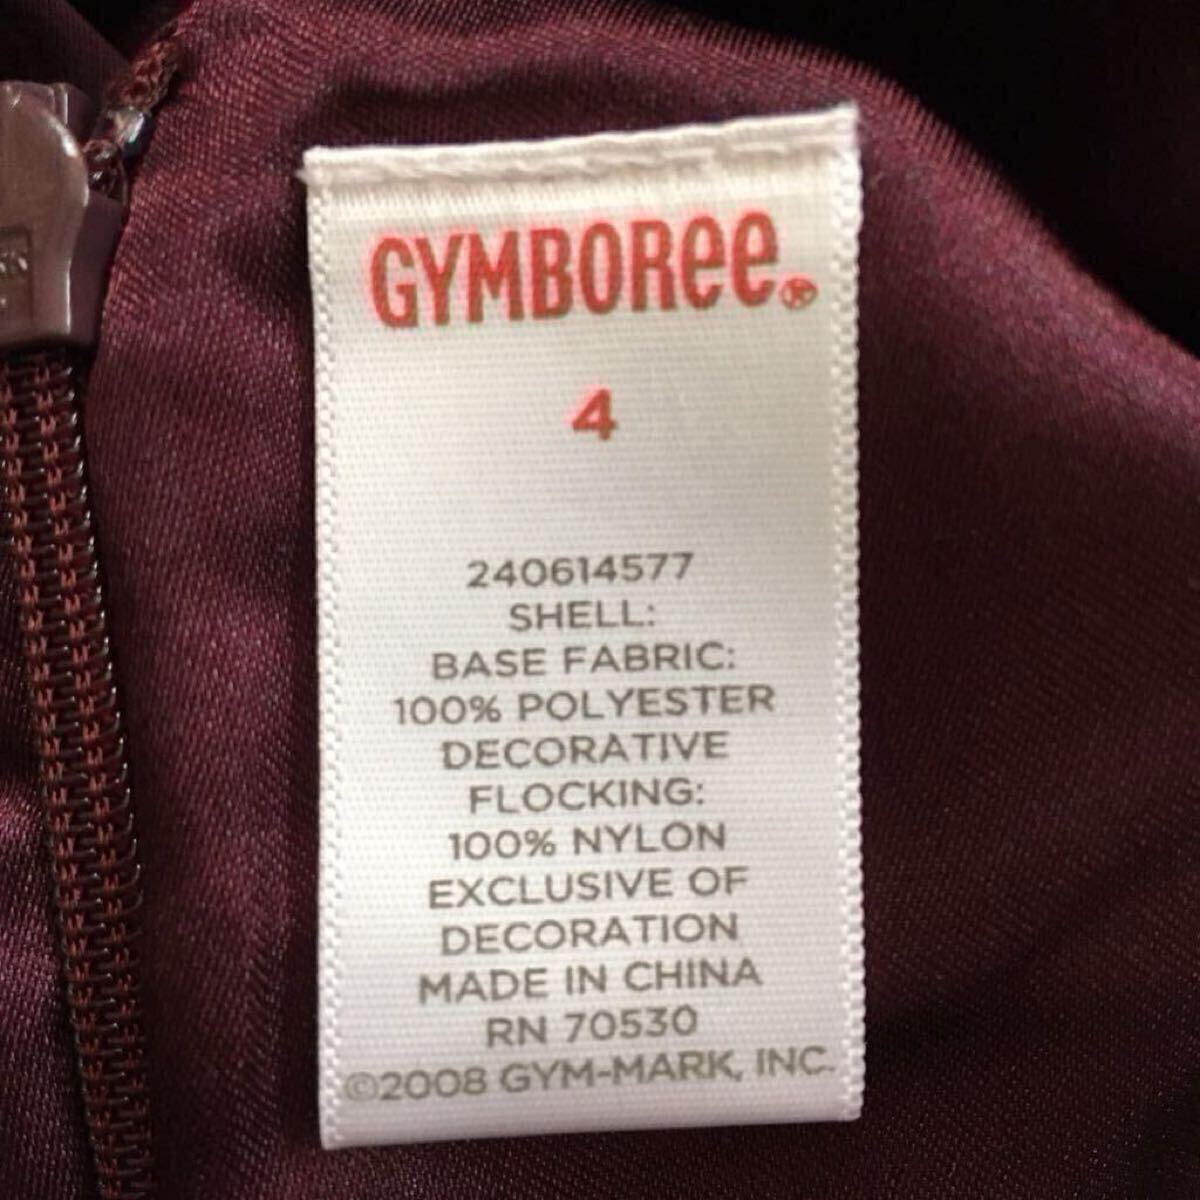 GYMBOREE®
4
240614577
SHELL:
BASE FABRIC:
100% POLYESTER
DECORATIVE
FLOCKING:
100% NYLON
EXCLUSIVE OF
DECORATION
MADE IN CHINA
RN 70530
©2008 GYM-MARK, INC.